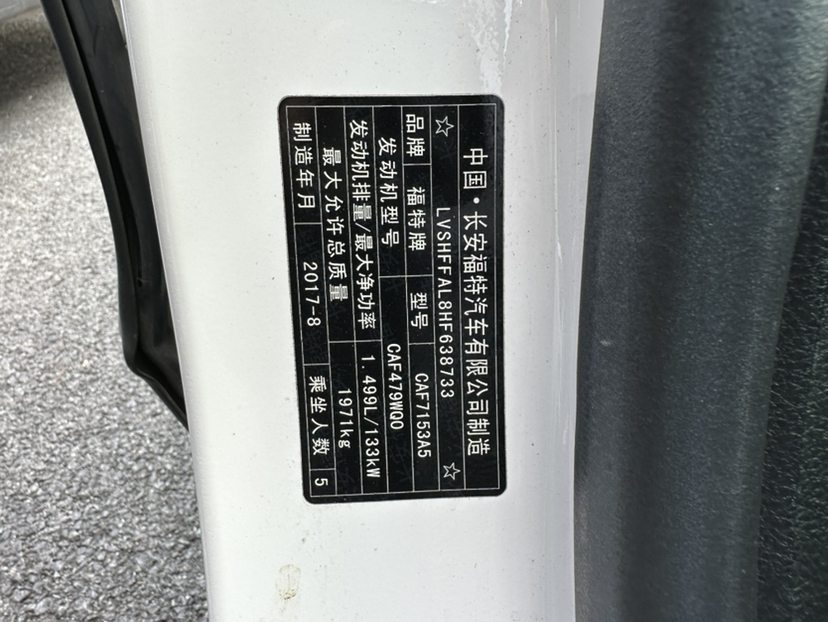 中国·长安福特汽车有限公司制造
☆ LVSHFFAL8HF638733 ☆
品牌 福特牌 型号 CAF7153A5
发动机型号 CAF479WQ0
发动机排量/最大净功率 1.499L/133kW
最大允许总质量 1971kg
制造年月 2017-8 乘坐人数 5